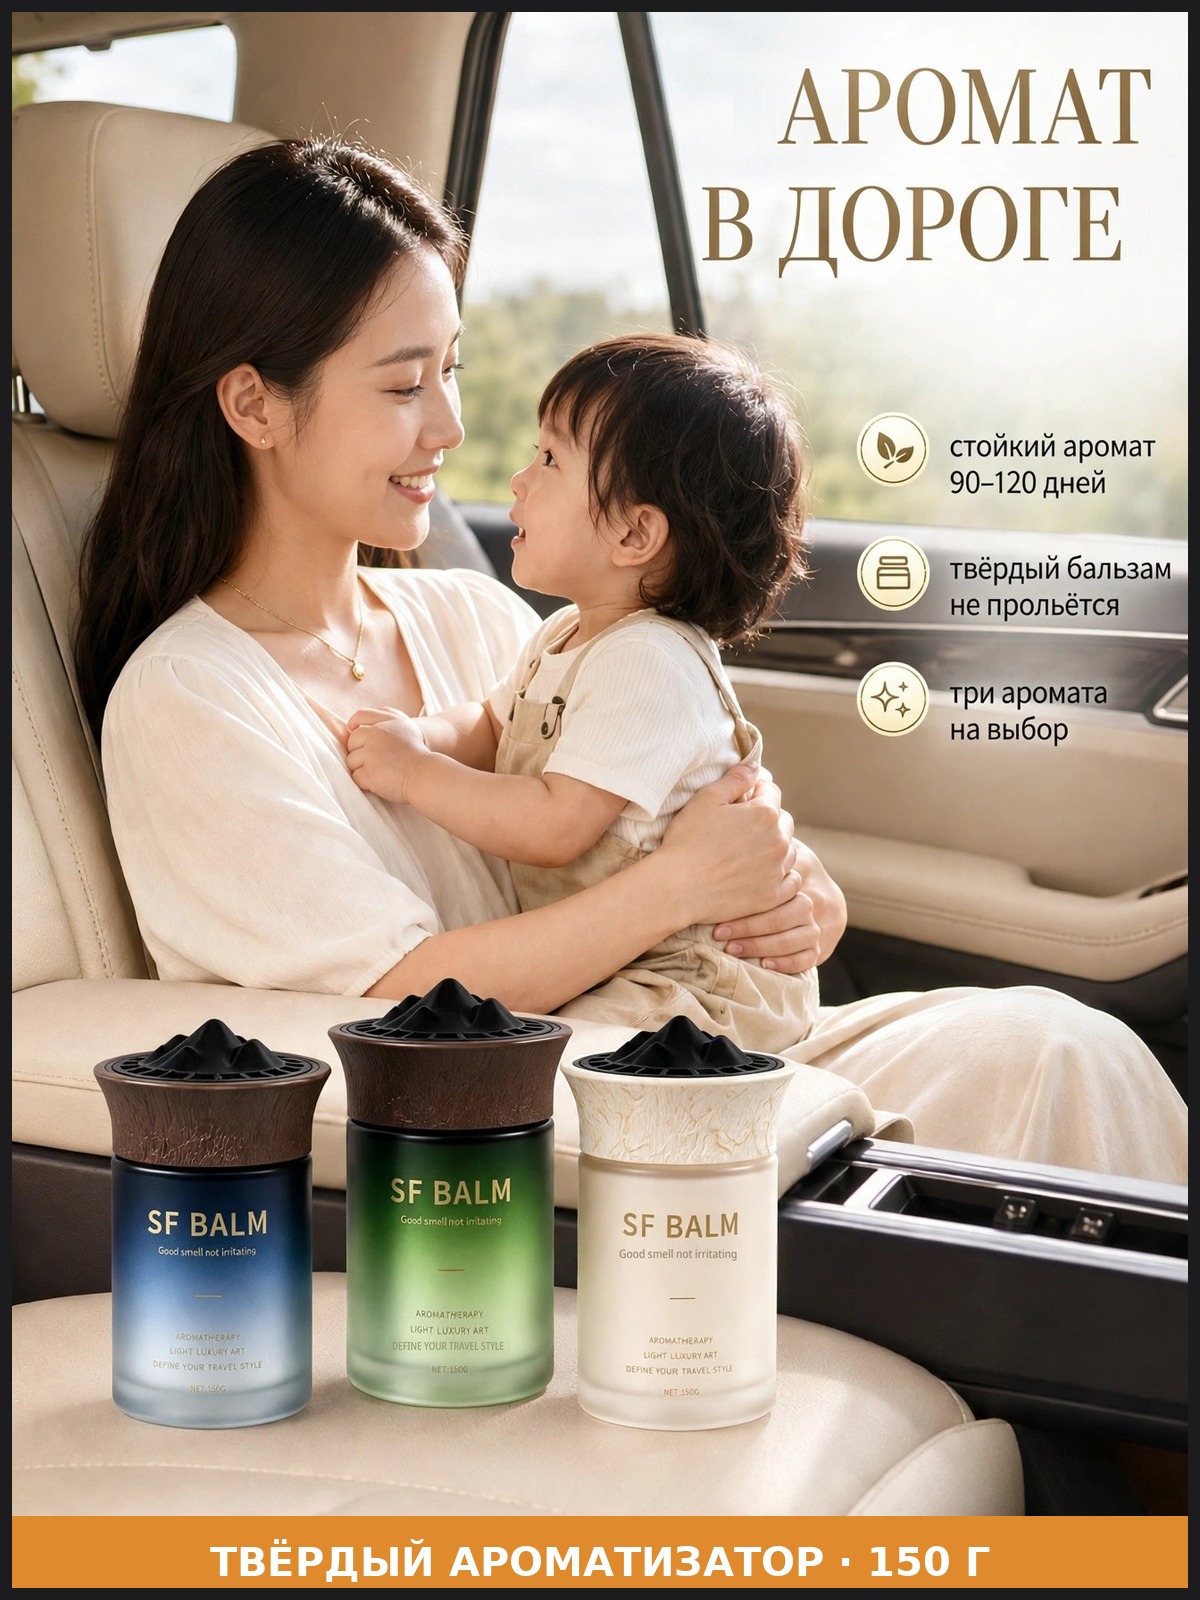 АРОМАТ
В ДОРОГЕ
стойкий аромат
90–120 дней
твёрдый бальзам
не прольётся
три аромата
на выбор
SF BALM
Good smell not irritating
AROMATHERAPY
LIGHT LUXURY ART
DEFINE YOUR TRAVEL STYLE
NET:150G
SF BALM
Good smell not irritating
AROMATHERAPY
LIGHT LUXURY ART
DEFINE YOUR TRAVEL STYLE
NET:150G
SF BALM
Good smell not irritating
AROMATHERAPY
LIGHT LUXURY ART
DEFINE YOUR TRAVEL STYLE
NET:150G
ТВЁРДЫЙ АРОМАТИЗАТОР · 150 Г